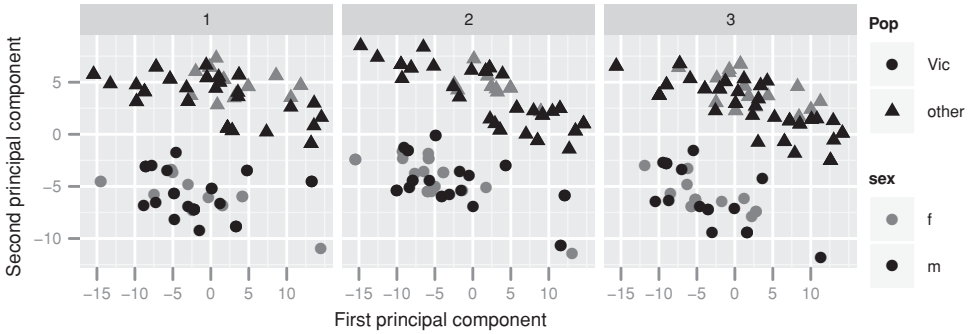 1 2 3
Second principal component
5
0
−5
−10
−15 −10 −5 0 5 10 −15 −10 −5 0 5 10 −15 −10 −5 0 5 10
First principal component
Pop
Vic
other
sex
f
m